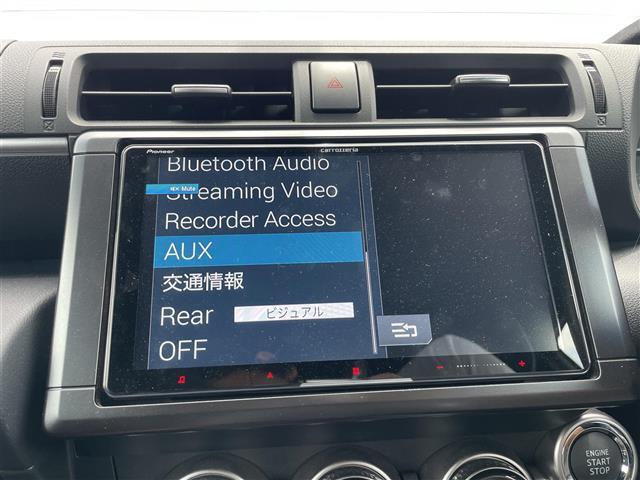 Pioneer
carrozzeria
Bluetooth Audio
Mute
Streaming Video
Recorder Access
AUX
交通情報
Rear ビジュアル
OFF
ENGINE
START
STOP